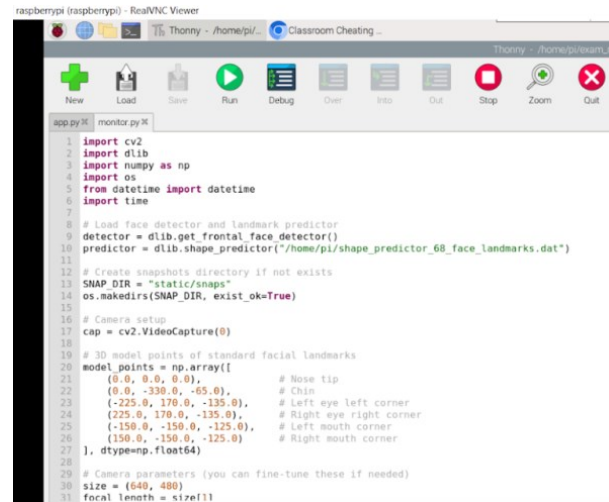 raspberrypi (raspberrypi) - RealVNC Viewer
Thonny - /home/pi/... Classroom Cheating ...
Thonny - /home/pi/exam_
New Load Save Run Debug Over Into Out Stop Zoom Quit
app.py monitor.py
1 import cv2
2 import dlib
3 import numpy as np
4 import os
5 from datetime import datetime
6 import time
7
8 # Load face detector and landmark predictor
9 detector = dlib.get_frontal_face_detector()
10 predictor = dlib.shape_predictor("/home/pi/shape_predictor_68_face_landmarks.dat")
11
12 # Create snapshots directory if not exists
13 SNAP_DIR = "static/snaps"
14 os.makedirs(SNAP_DIR, exist_ok=True)
15
16 # Camera setup
17 cap = cv2.VideoCapture(0)
18
19 # 3D model points of standard facial landmarks
20 model_points = np.array([
21 (0.0, 0.0, 0.0), # Nose tip
22 (0.0, -330.0, -65.0), # Chin
23 (-225.0, 170.0, -135.0), # Left eye left corner
24 (225.0, 170.0, -135.0), # Right eye right corner
25 (-150.0, -150.0, -125.0), # Left mouth corner
26 (150.0, -150.0, -125.0) # Right mouth corner
27 ], dtype=np.float64)
28
29 # Camera parameters (you can fine-tune these if needed)
30 size = (640, 480)
31 focal_length = size[1]